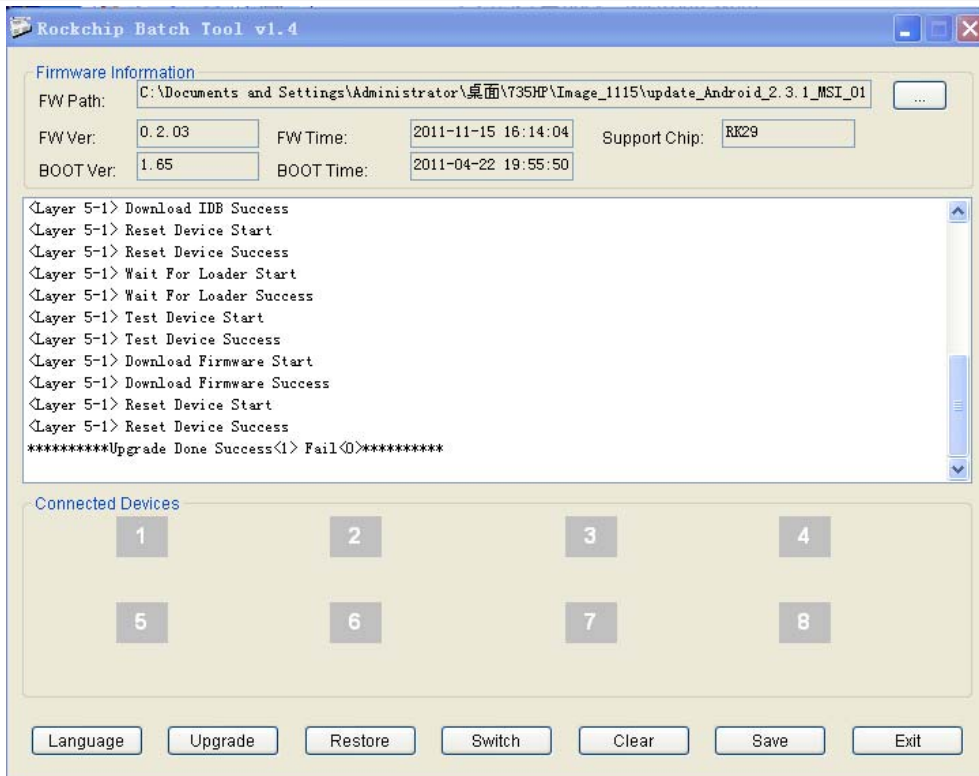 Rockchip Batch Tool v1.4
Firmware Information
FW Path: C:\Documents and Settings\Administrator\桌面\735HP\Image_1115\update_Android_2.3.1_MSI_01 ...
FW Ver: 0.2.03 FW Time: 2011-11-15 16:14:04 Support Chip: RK29
BOOT Ver: 1.65 BOOT Time: 2011-04-22 19:55:50
<Layer 5-1> Download IDB Success
<Layer 5-1> Reset Device Start
<Layer 5-1> Reset Device Success
<Layer 5-1> Wait For Loader Start
<Layer 5-1> Wait For Loader Success
<Layer 5-1> Test Device Start
<Layer 5-1> Test Device Success
<Layer 5-1> Download Firmware Start
<Layer 5-1> Download Firmware Success
<Layer 5-1> Reset Device Start
<Layer 5-1> Reset Device Success
**********Upgrade Done Success<1> Fail<0>**********
Connected Devices
1 2 3 4
5 6 7 8
Language Upgrade Restore Switch Clear Save Exit